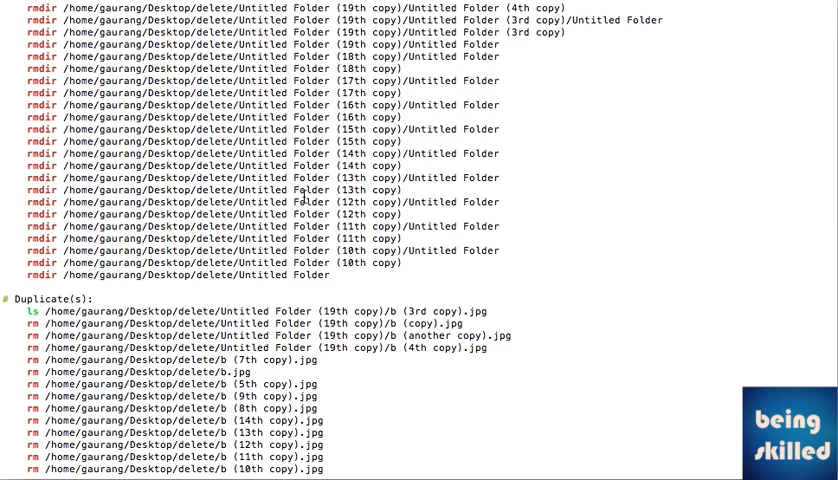 rmdir /home/gaurang/Desktop/delete/Untitled Folder (19th copy)/Untitled Folder (4th copy)
rmdir /home/gaurang/Desktop/delete/Untitled Folder (19th copy)/Untitled Folder (3rd copy)/Untitled Folder
rmdir /home/gaurang/Desktop/delete/Untitled Folder (19th copy)/Untitled Folder (3rd copy)
rmdir /home/gaurang/Desktop/delete/Untitled Folder (19th copy)/Untitled Folder
rmdir /home/gaurang/Desktop/delete/Untitled Folder (18th copy)/Untitled Folder
rmdir /home/gaurang/Desktop/delete/Untitled Folder (18th copy)
rmdir /home/gaurang/Desktop/delete/Untitled Folder (17th copy)/Untitled Folder
rmdir /home/gaurang/Desktop/delete/Untitled Folder (17th copy)
rmdir /home/gaurang/Desktop/delete/Untitled Folder (16th copy)/Untitled Folder
rmdir /home/gaurang/Desktop/delete/Untitled Folder (16th copy)
rmdir /home/gaurang/Desktop/delete/Untitled Folder (15th copy)/Untitled Folder
rmdir /home/gaurang/Desktop/delete/Untitled Folder (15th copy)
rmdir /home/gaurang/Desktop/delete/Untitled Folder (14th copy)/Untitled Folder
rmdir /home/gaurang/Desktop/delete/Untitled Folder (14th copy)
rmdir /home/gaurang/Desktop/delete/Untitled Folder (13th copy)/Untitled Folder
rmdir /home/gaurang/Desktop/delete/Untitled Folder (13th copy)
rmdir /home/gaurang/Desktop/delete/Untitled Folder (12th copy)/Untitled Folder
rmdir /home/gaurang/Desktop/delete/Untitled Folder (12th copy)
rmdir /home/gaurang/Desktop/delete/Untitled Folder (11th copy)/Untitled Folder
rmdir /home/gaurang/Desktop/delete/Untitled Folder (11th copy)
rmdir /home/gaurang/Desktop/delete/Untitled Folder (10th copy)/Untitled Folder
rmdir /home/gaurang/Desktop/delete/Untitled Folder (10th copy)
rmdir /home/gaurang/Desktop/delete/Untitled Folder
# Duplicate(s):
ls /home/gaurang/Desktop/delete/Untitled Folder (19th copy)/b (3rd copy).jpg
rm /home/gaurang/Desktop/delete/Untitled Folder (19th copy)/b (copy).jpg
rm /home/gaurang/Desktop/delete/Untitled Folder (19th copy)/b (another copy).jpg
rm /home/gaurang/Desktop/delete/Untitled Folder (19th copy)/b (4th copy).jpg
rm /home/gaurang/Desktop/delete/b (7th copy).jpg
rm /home/gaurang/Desktop/delete/b.jpg
rm /home/gaurang/Desktop/delete/b (5th copy).jpg
rm /home/gaurang/Desktop/delete/b (9th copy).jpg
rm /home/gaurang/Desktop/delete/b (8th copy).jpg
rm /home/gaurang/Desktop/delete/b (14th copy).jpg
rm /home/gaurang/Desktop/delete/b (13th copy).jpg
rm /home/gaurang/Desktop/delete/b (12th copy).jpg
rm /home/gaurang/Desktop/delete/b (11th copy).jpg
rm /home/gaurang/Desktop/delete/b (10th copy).jpg
being
skilled